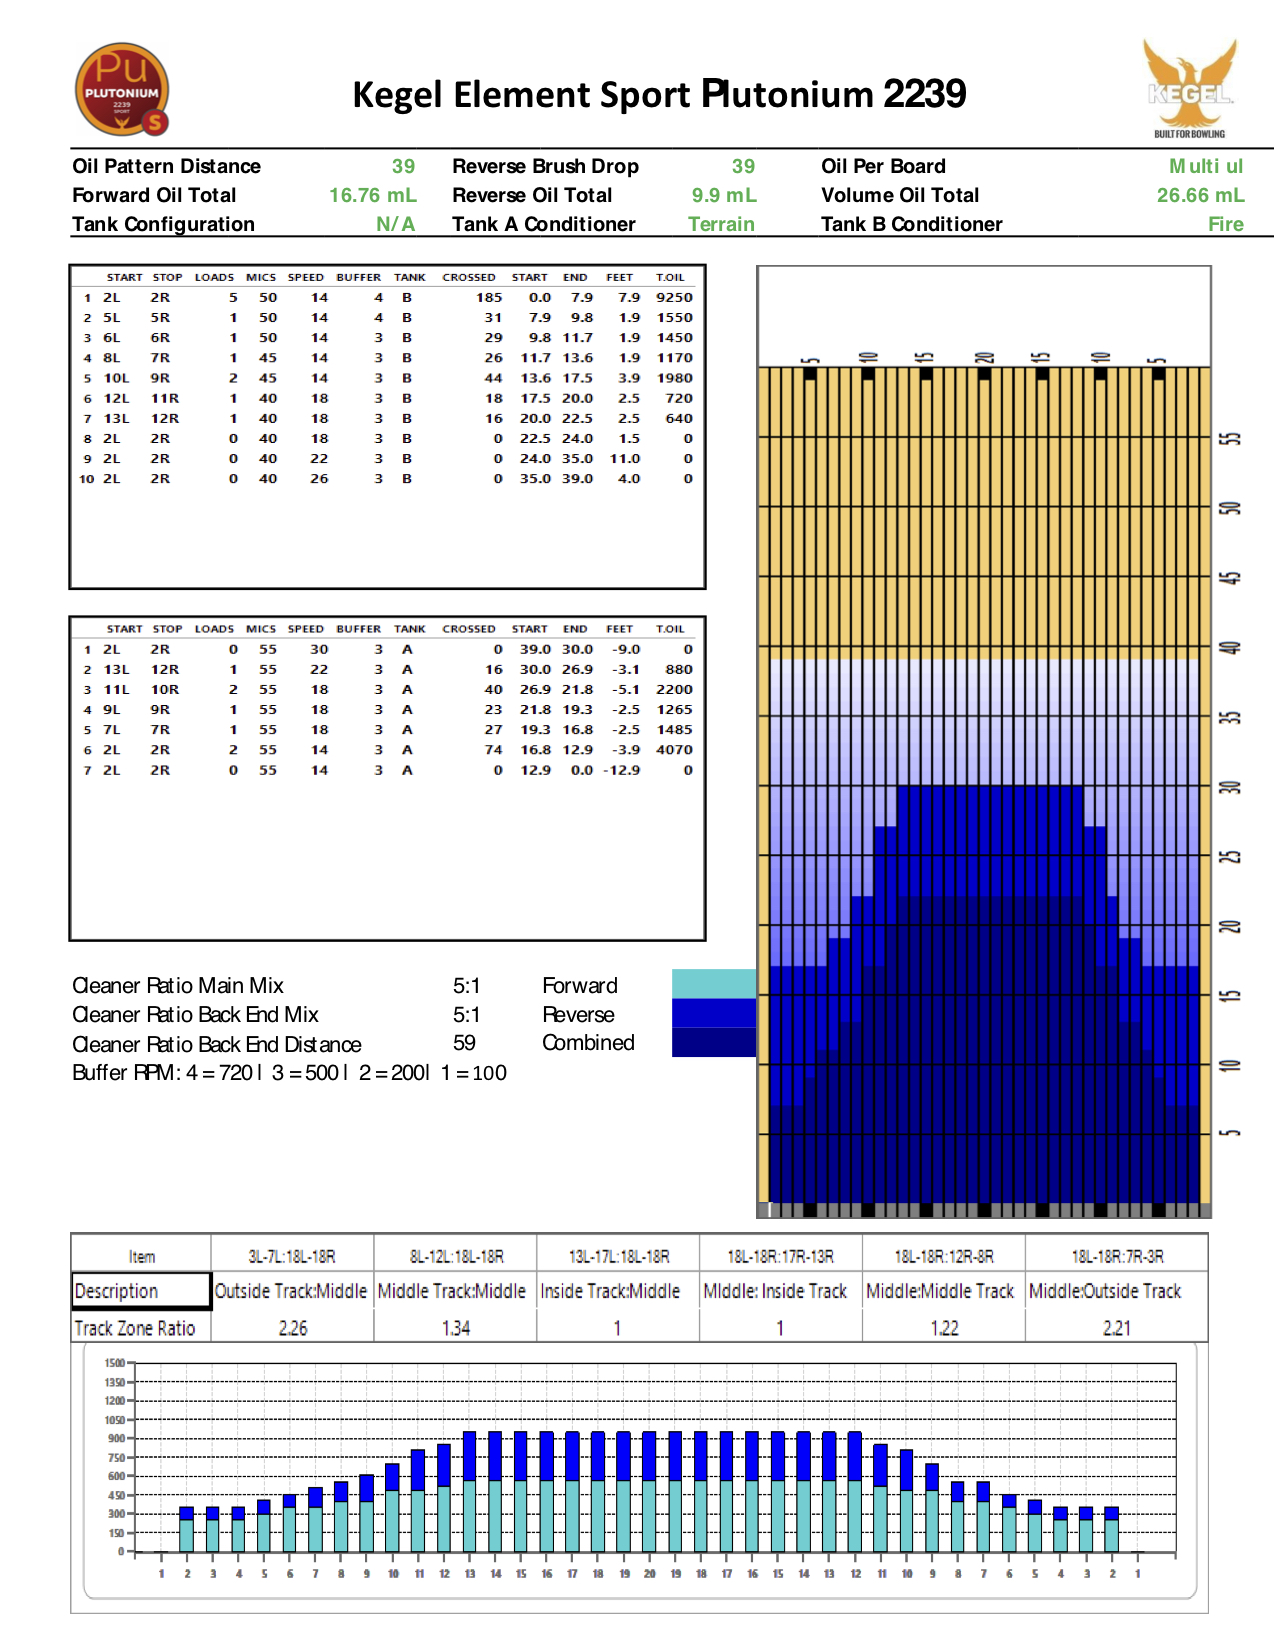 Pu
PLUTONIUM
2239
SPORT
S
Kegel Element Sport Plutonium 2239
KEGEL
BUILT FOR BOWLING
Oil Pattern Distance 39 Reverse Brush Drop 39 Oil Per Board Multi ul
Forward Oil Total 16.76 mL Reverse Oil Total 9.9 mL Volume Oil Total 26.66 mL
Tank Configuration N/A Tank A Conditioner Terrain Tank B Conditioner Fire
START STOP LOADS MICS SPEED BUFFER TANK CROSSED START END FEET T.OIL
1 2L 2R 5 50 14 4 B 185 0.0 7.9 7.9 9250
2 5L 5R 1 50 14 4 B 31 7.9 9.8 1.9 1550
3 6L 6R 1 50 14 3 B 29 9.8 11.7 1.9 1450
4 8L 7R 1 45 14 3 B 26 11.7 13.6 1.9 1170
5 10L 9R 2 45 14 3 B 44 13.6 17.5 3.9 1980
6 12L 11R 1 40 18 3 B 18 17.5 20.0 2.5 720
7 13L 12R 1 40 18 3 B 16 20.0 22.5 2.5 640
8 2L 2R 0 40 18 3 B 0 22.5 24.0 1.5 0
9 2L 2R 0 40 22 3 B 0 24.0 35.0 11.0 0
10 2L 2R 0 40 26 3 B 0 35.0 39.0 4.0 0
START STOP LOADS MICS SPEED BUFFER TANK CROSSED START END FEET T.OIL
1 2L 2R 0 55 30 3 A 0 39.0 30.0 -9.0 0
2 13L 12R 1 55 22 3 A 16 30.0 26.9 -3.1 880
3 11L 10R 2 55 18 3 A 40 26.9 21.8 -5.1 2200
4 9L 9R 1 55 18 3 A 23 21.8 19.3 -2.5 1265
5 7L 7R 1 55 18 3 A 27 19.3 16.8 -2.5 1485
6 2L 2R 2 55 14 3 A 74 16.8 12.9 -3.9 4070
7 2L 2R 0 55 14 3 A 0 12.9 0.0 -12.9 0
Cleaner Ratio Main Mix 5:1 Forward
Cleaner Ratio Back End Mix 5:1 Reverse
Cleaner Ratio Back End Distance 59 Combined
Buffer RPM: 4 = 720 | 3 = 500 | 2 = 200 | 1 = 100
5 10 15 20 15 10 5
55
50
45
40
35
30
25
20
15
10
5
Item 3L-7L:18L-18R 8L-12L:18L-18R 13L-17L:18L-18R 18L-18R:17R-13R 18L-18R:12R-8R 18L-18R:7R-3R
Description Outside Track:Middle Middle Track:Middle Inside Track:Middle MIddle: Inside Track Middle:Middle Track Middle:Outside Track
Track Zone Ratio 2.26 1.34 1 1 1.22 2.21
1500
1350
1200
1050
900
750
600
450
300
150
0
1 2 3 4 5 6 7 8 9 10 11 12 13 14 15 16 17 18 19 20 19 18 17 16 15 14 13 12 11 10 9 8 7 6 5 4 3 2 1